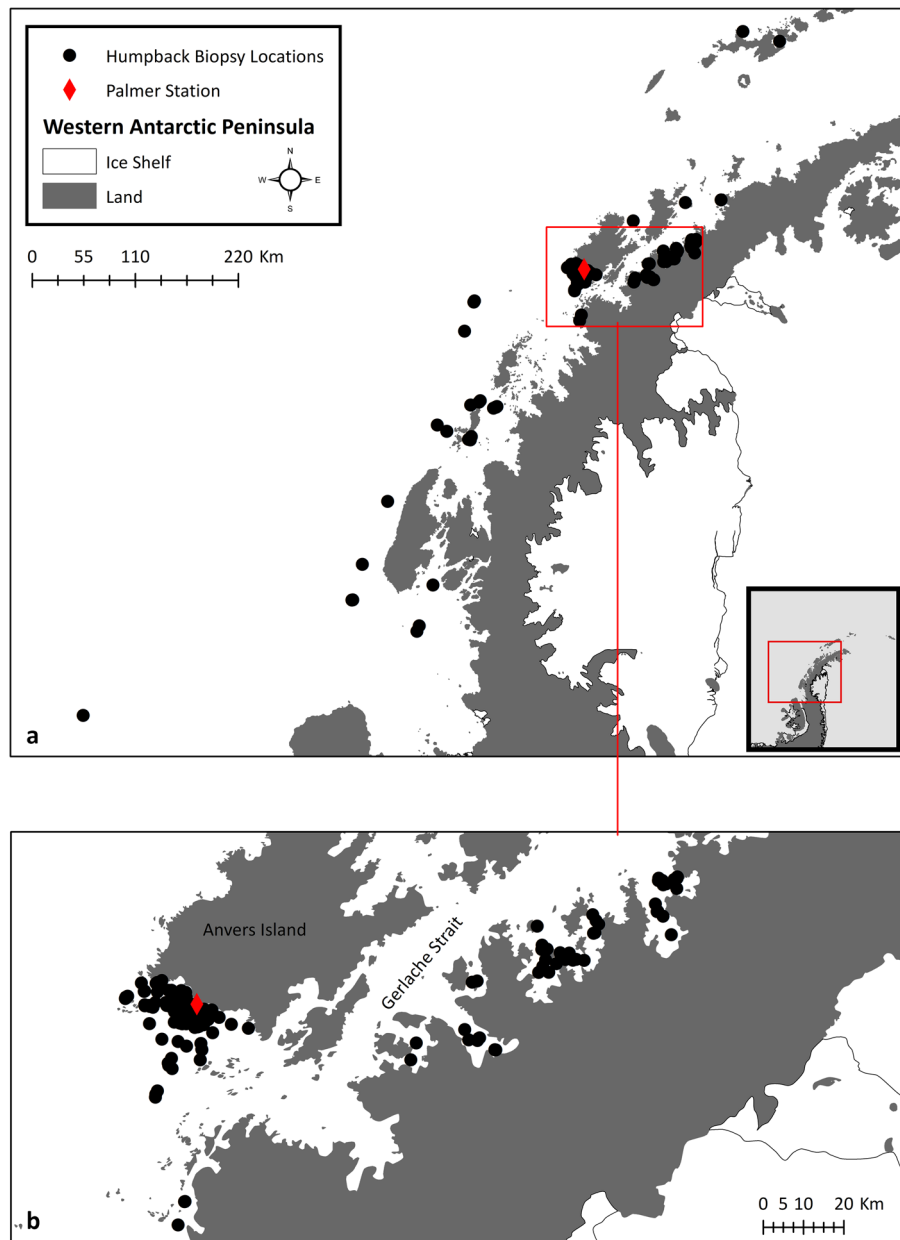 Humpback Biopsy Locations
Palmer Station
Western Antarctic Peninsula
Ice Shelf
Land
N
W E
S
0 55 110 220 Km
a
Anvers Island
Gerlache Strait
b
0 5 10 20 Km